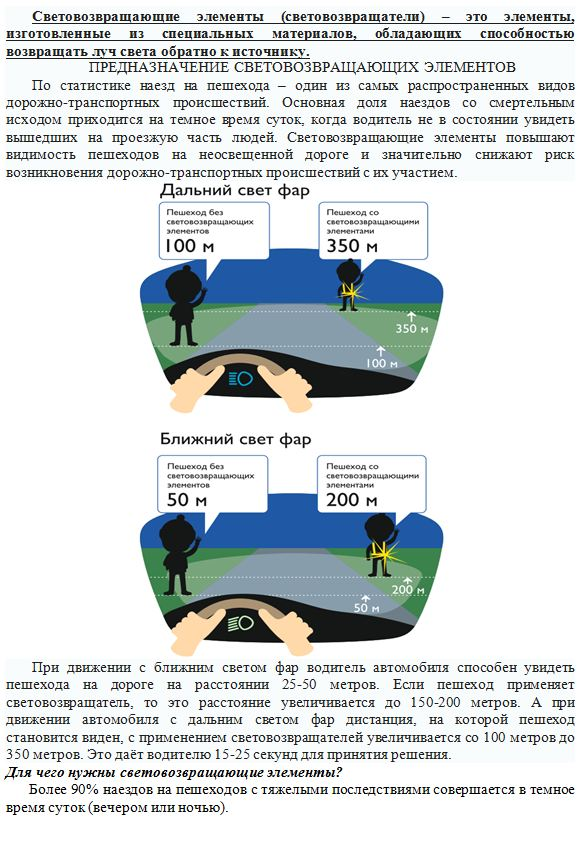 Световозвращающие элементы (световозвращатели) – это элементы,
изготовленные из специальных материалов, обладающих способностью
возвращать луч света обратно к источнику.
ПРЕДНАЗНАЧЕНИЕ СВЕТОВОЗВРАЩАЮЩИХ ЭЛЕМЕНТОВ
По статистике наезд на пешехода – один из самых распространенных видов
дорожно-транспортных происшествий. Основная доля наездов со смертельным
исходом приходится на темное время суток, когда водитель не в состоянии увидеть
вышедших на проезжую часть людей. Световозвращающие элементы повышают
видимость пешеходов на неосвещенной дороге и значительно снижают риск
возникновения дорожно-транспортных происшествий с их участием.
Дальний свет фар
Пешеход без
световозвращающих
элементов
100 м
Пешеход со
световозвращающими
элементами
350 м
350 м
100 м
Ближний свет фар
Пешеход без
световозвращающих
элементов
50 м
Пешеход со
световозвращающими
элементами
200 м
200 м
50 м
При движении с ближним светом фар водитель автомобиля способен увидеть
пешехода на дороге на расстоянии 25-50 метров. Если пешеход применяет
световозвращатель, то это расстояние увеличивается до 150-200 метров. А при
движении автомобиля с дальним светом фар дистанция, на которой пешеход
становится виден, с применением световозвращателей увеличивается со 100 метров до
350 метров. Это даёт водителю 15-25 секунд для принятия решения.
Для чего нужны световозвращающие элементы?
Более 90% наездов на пешеходов с тяжелыми последствиями совершается в темное
время суток (вечером или ночью).